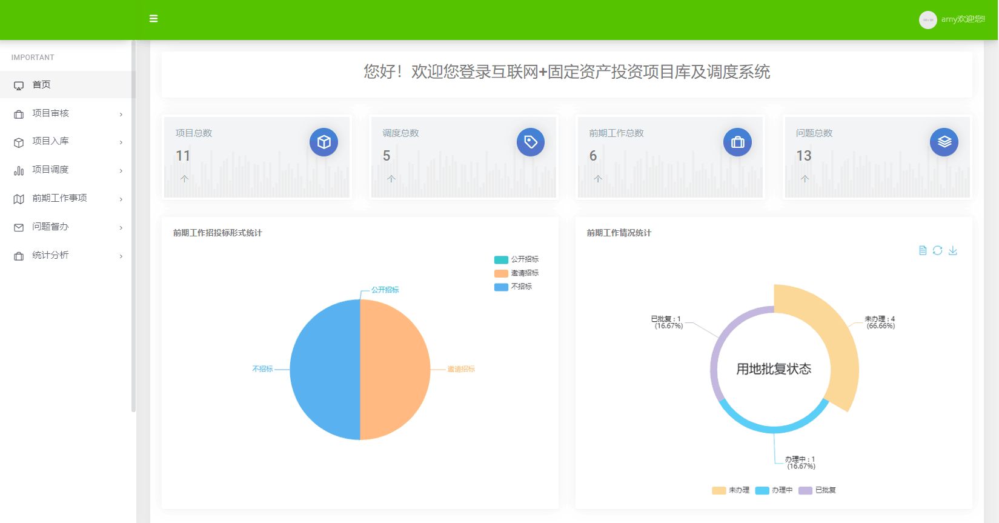 arny欢迎您!
IMPORTANT
首页
项目审核
项目入库
项目调度
前期工作事项
问题督办
统计分析
您好！欢迎您登录互联网+固定资产投资项目库及调度系统
项目总数
11
个
调度总数
5
个
前期工作总数
6
个
问题总数
13
个
前期工作招投标形式统计
公开招标
邀请招标
不招标
公开招标
不招标
邀请招标
前期工作情况统计
已批复 : 1
(16.67%)
未办理 : 4
(66.66%)
用地批复状态
办理中 : 1
(16.67%)
未办理
办理中
已批复